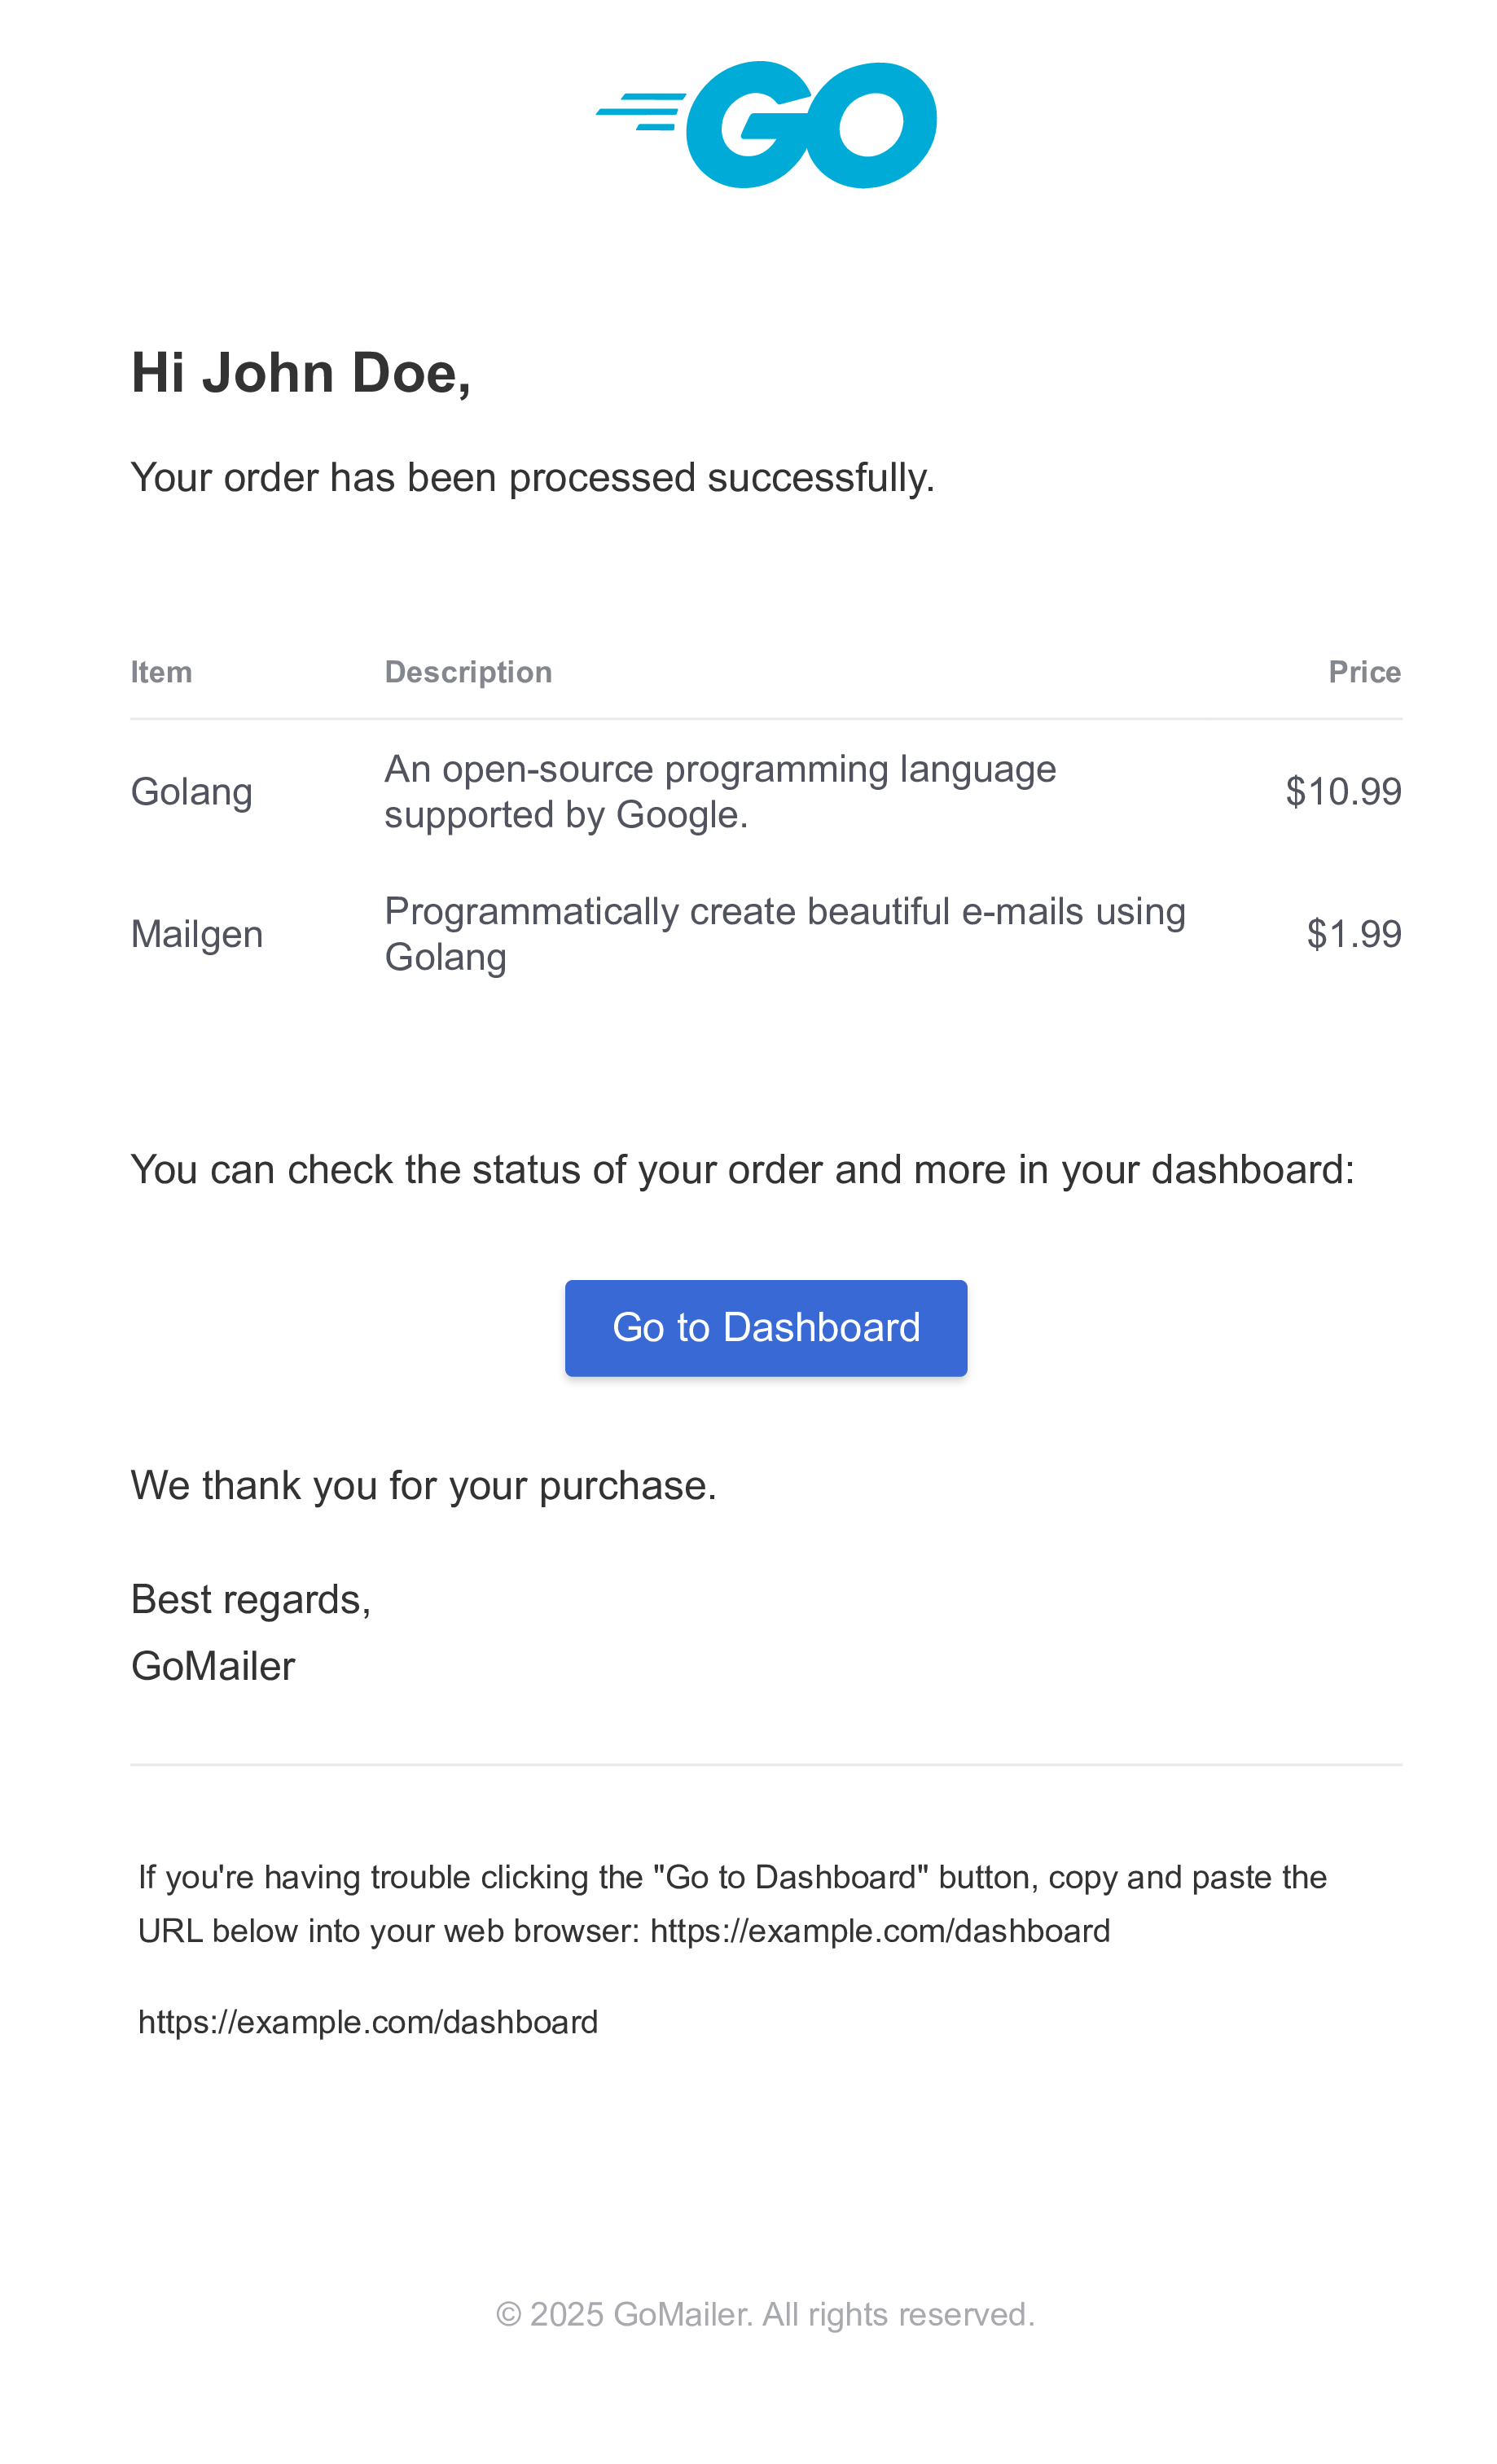 GO
Hi John Doe,
Your order has been processed successfully.
Item Description Price
Golang An open-source programming language supported by Google. $10.99
Mailgen Programmatically create beautiful e-mails using Golang $1.99
You can check the status of your order and more in your dashboard:
Go to Dashboard
We thank you for your purchase.
Best regards,
GoMailer
If you're having trouble clicking the "Go to Dashboard" button, copy and paste the
URL below into your web browser: https://example.com/dashboard
https://example.com/dashboard
© 2025 GoMailer. All rights reserved.